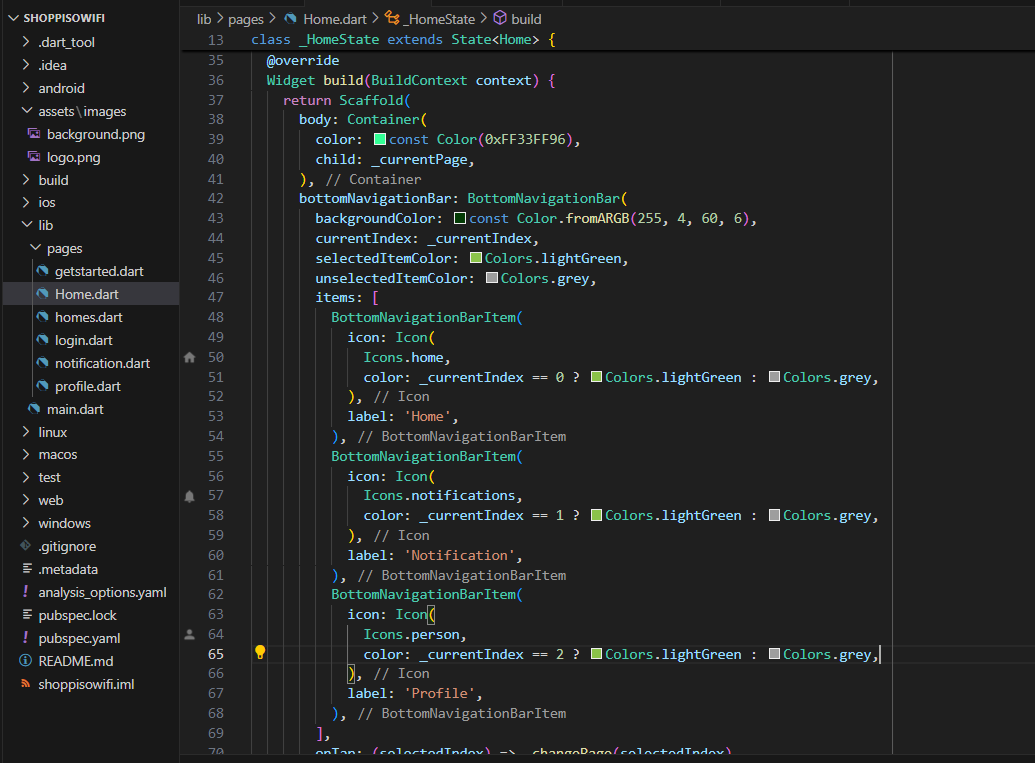 SHOPPISOWIFI
.dart_tool
.idea
android
assets\images
background.png
logo.png
build
ios
lib
pages
getstarted.dart
Home.dart
homes.dart
login.dart
notification.dart
profile.dart
main.dart
linux
macos
test
web
windows
.gitignore
.metadata
analysis_options.yaml
pubspec.lock
pubspec.yaml
README.md
shoppisowifi.iml
lib > pages > Home.dart > _HomeState > build
13 class _HomeState extends State<Home> {
35 @override
36 Widget build(BuildContext context) {
37 return Scaffold(
38 body: Container(
39 color: const Color(0xFF33FF96),
40 child: _currentPage,
41 ), // Container
42 bottomNavigationBar: BottomNavigationBar(
43 backgroundColor: const Color.fromARGB(255, 4, 60, 6),
44 currentIndex: _currentIndex,
45 selectedItemColor: Colors.lightGreen,
46 unselectedItemColor: Colors.grey,
47 items: [
48 BottomNavigationBarItem(
49 icon: Icon(
50 Icons.home,
51 color: _currentIndex == 0 ? Colors.lightGreen : Colors.grey,
52 ), // Icon
53 label: 'Home',
54 ), // BottomNavigationBarItem
55 BottomNavigationBarItem(
56 icon: Icon(
57 Icons.notifications,
58 color: _currentIndex == 1 ? Colors.lightGreen : Colors.grey,
59 ), // Icon
60 label: 'Notification',
61 ), // BottomNavigationBarItem
62 BottomNavigationBarItem(
63 icon: Icon(
64 Icons.person,
65 color: _currentIndex == 2 ? Colors.lightGreen : Colors.grey,
66 ), // Icon
67 label: 'Profile',
68 ), // BottomNavigationBarItem
69 ],
70 onTap: (selectedIndex) => _changePage(selectedIndex)